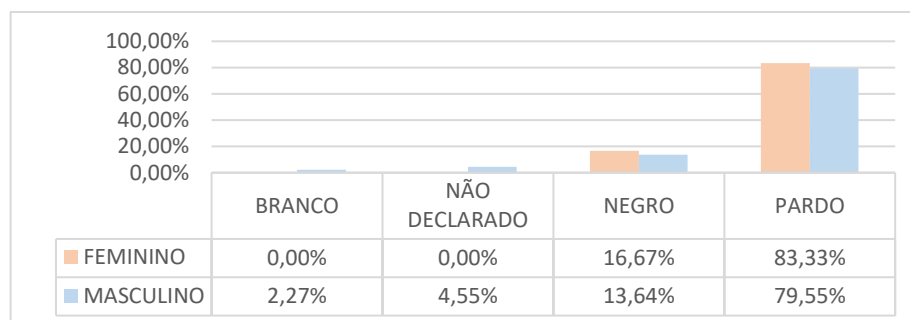 100,00%
80,00%
60,00%
40,00%
20,00%
0,00%
BRANCO NÃO DECLARADO NEGRO PARDO
FEMININO 0,00% 0,00% 16,67% 83,33%
MASCULINO 2,27% 4,55% 13,64% 79,55%